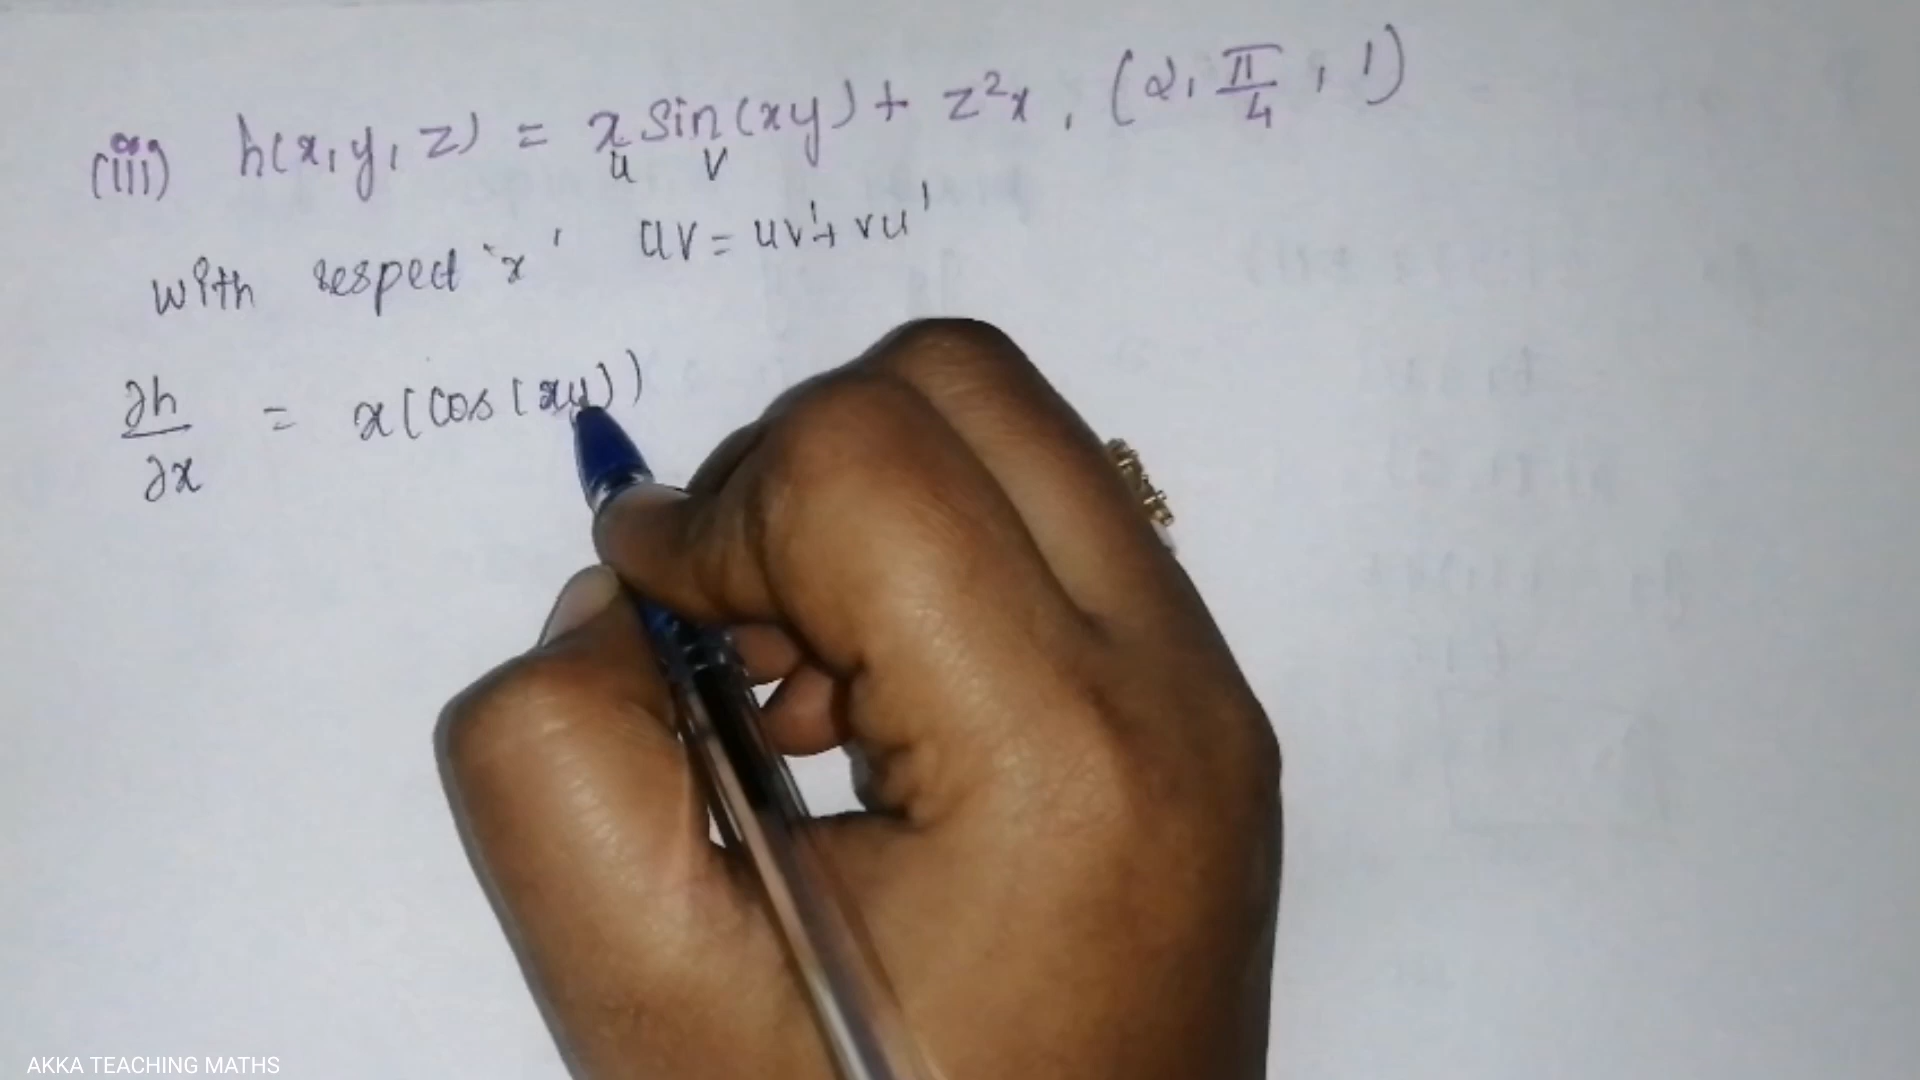 (iii) h(x, y, z) = x sin(xy) + z²x, (2, π/4, 1)
u v
with respect 'x' uv = uv' + vu'
∂h/∂x = x(cos(xy))
AKKA TEACHING MATHS